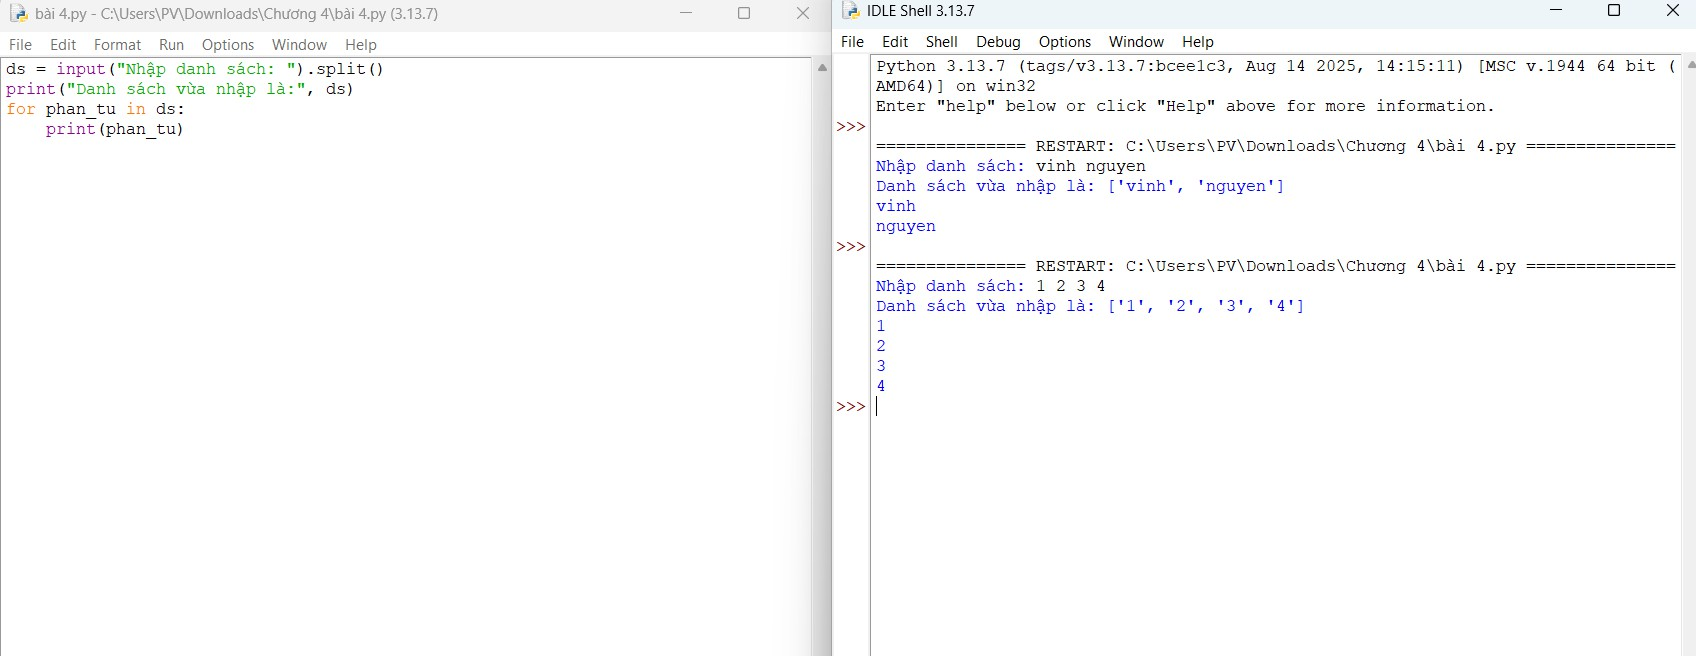 bài 4.py - C:\Users\PV\Downloads\Chương 4\bài 4.py (3.13.7)
File Edit Format Run Options Window Help
ds = input("Nhập danh sách: ").split()
print("Danh sách vừa nhập là:", ds)
for phan_tu in ds:
    print(phan_tu)
IDLE Shell 3.13.7
File Edit Shell Debug Options Window Help
Python 3.13.7 (tags/v3.13.7:bcee1c3, Aug 14 2025, 14:15:11) [MSC v.1944 64 bit (
AMD64)] on win32
Enter "help" below or click "Help" above for more information.
>>>
=============== RESTART: C:\Users\PV\Downloads\Chương 4\bài 4.py ===============
Nhập danh sách: vinh nguyen
Danh sách vừa nhập là: ['vinh', 'nguyen']
vinh
nguyen
>>>
=============== RESTART: C:\Users\PV\Downloads\Chương 4\bài 4.py ===============
Nhập danh sách: 1 2 3 4
Danh sách vừa nhập là: ['1', '2', '3', '4']
1
2
3
4
>>>